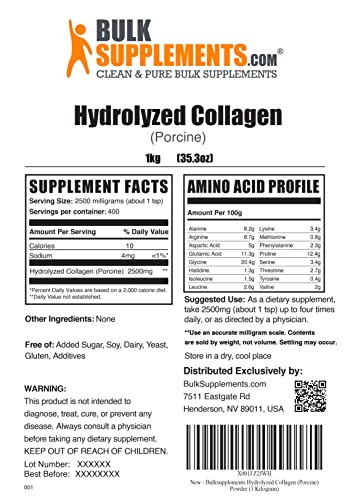 BULK
SUPPLEMENTS.COM®
CLEAN & PURE BULK SUPPLEMENTS
Hydrolyzed Collagen
(Porcine)
1kg (35.3oz)
SUPPLEMENT FACTS
Serving Size: 2500 milligrams (about 1 tsp)
Servings per container: 400
Amount Per Serving % Daily Value
Calories 10
Sodium 4mg <1%*
Hydrolyzed Collagen (Porcine) 2500mg **
*Percent Daily Values are based on a 2,000 calorie diet.
**Daily Value not established.
Other Ingredients: None
Free of: Added Sugar, Soy, Dairy, Yeast,
Gluten, Additives
WARNING:
This product is not intended to
diagnose, treat, cure, or prevent any
disease. Always consult a physician
before taking any dietary supplement.
KEEP OUT OF REACH OF CHILDREN.
Lot Number: XXXXXX
Best Before: XXXXXXXX
001
AMINO ACID PROFILE
Amount Per 100g
Alanine 8.2g Lysine 3.4g
Arginine 8.7g Methionine 0.8g
Aspartic Acid 5g Phenylalanine 2.3g
Glutamic Acid 11.3g Proline 12.4g
Glycine 20.4g Serine 3.4g
Histidine 1.3g Threonine 2.7g
Isoleucine 1.5g Tyrosine 0.4g
Leucine 2.6g Valine 2g
Suggested Use: As a dietary supplement,
take 2500mg (about 1 tsp) up to four times
daily, or as directed by a physician.
**Use an accurate milligram scale. Contents
are sold by weight, not volume. Settling may occur.
Store in a dry, cool place
Distributed Exclusively by:
BulkSupplements.com
7511 Eastgate Rd
Henderson, NV 89011, USA
X001FZ2JWH
New - Bulksupplements Hydrolyzed Collagen (Porcine)
Powder (1 Kilogram)